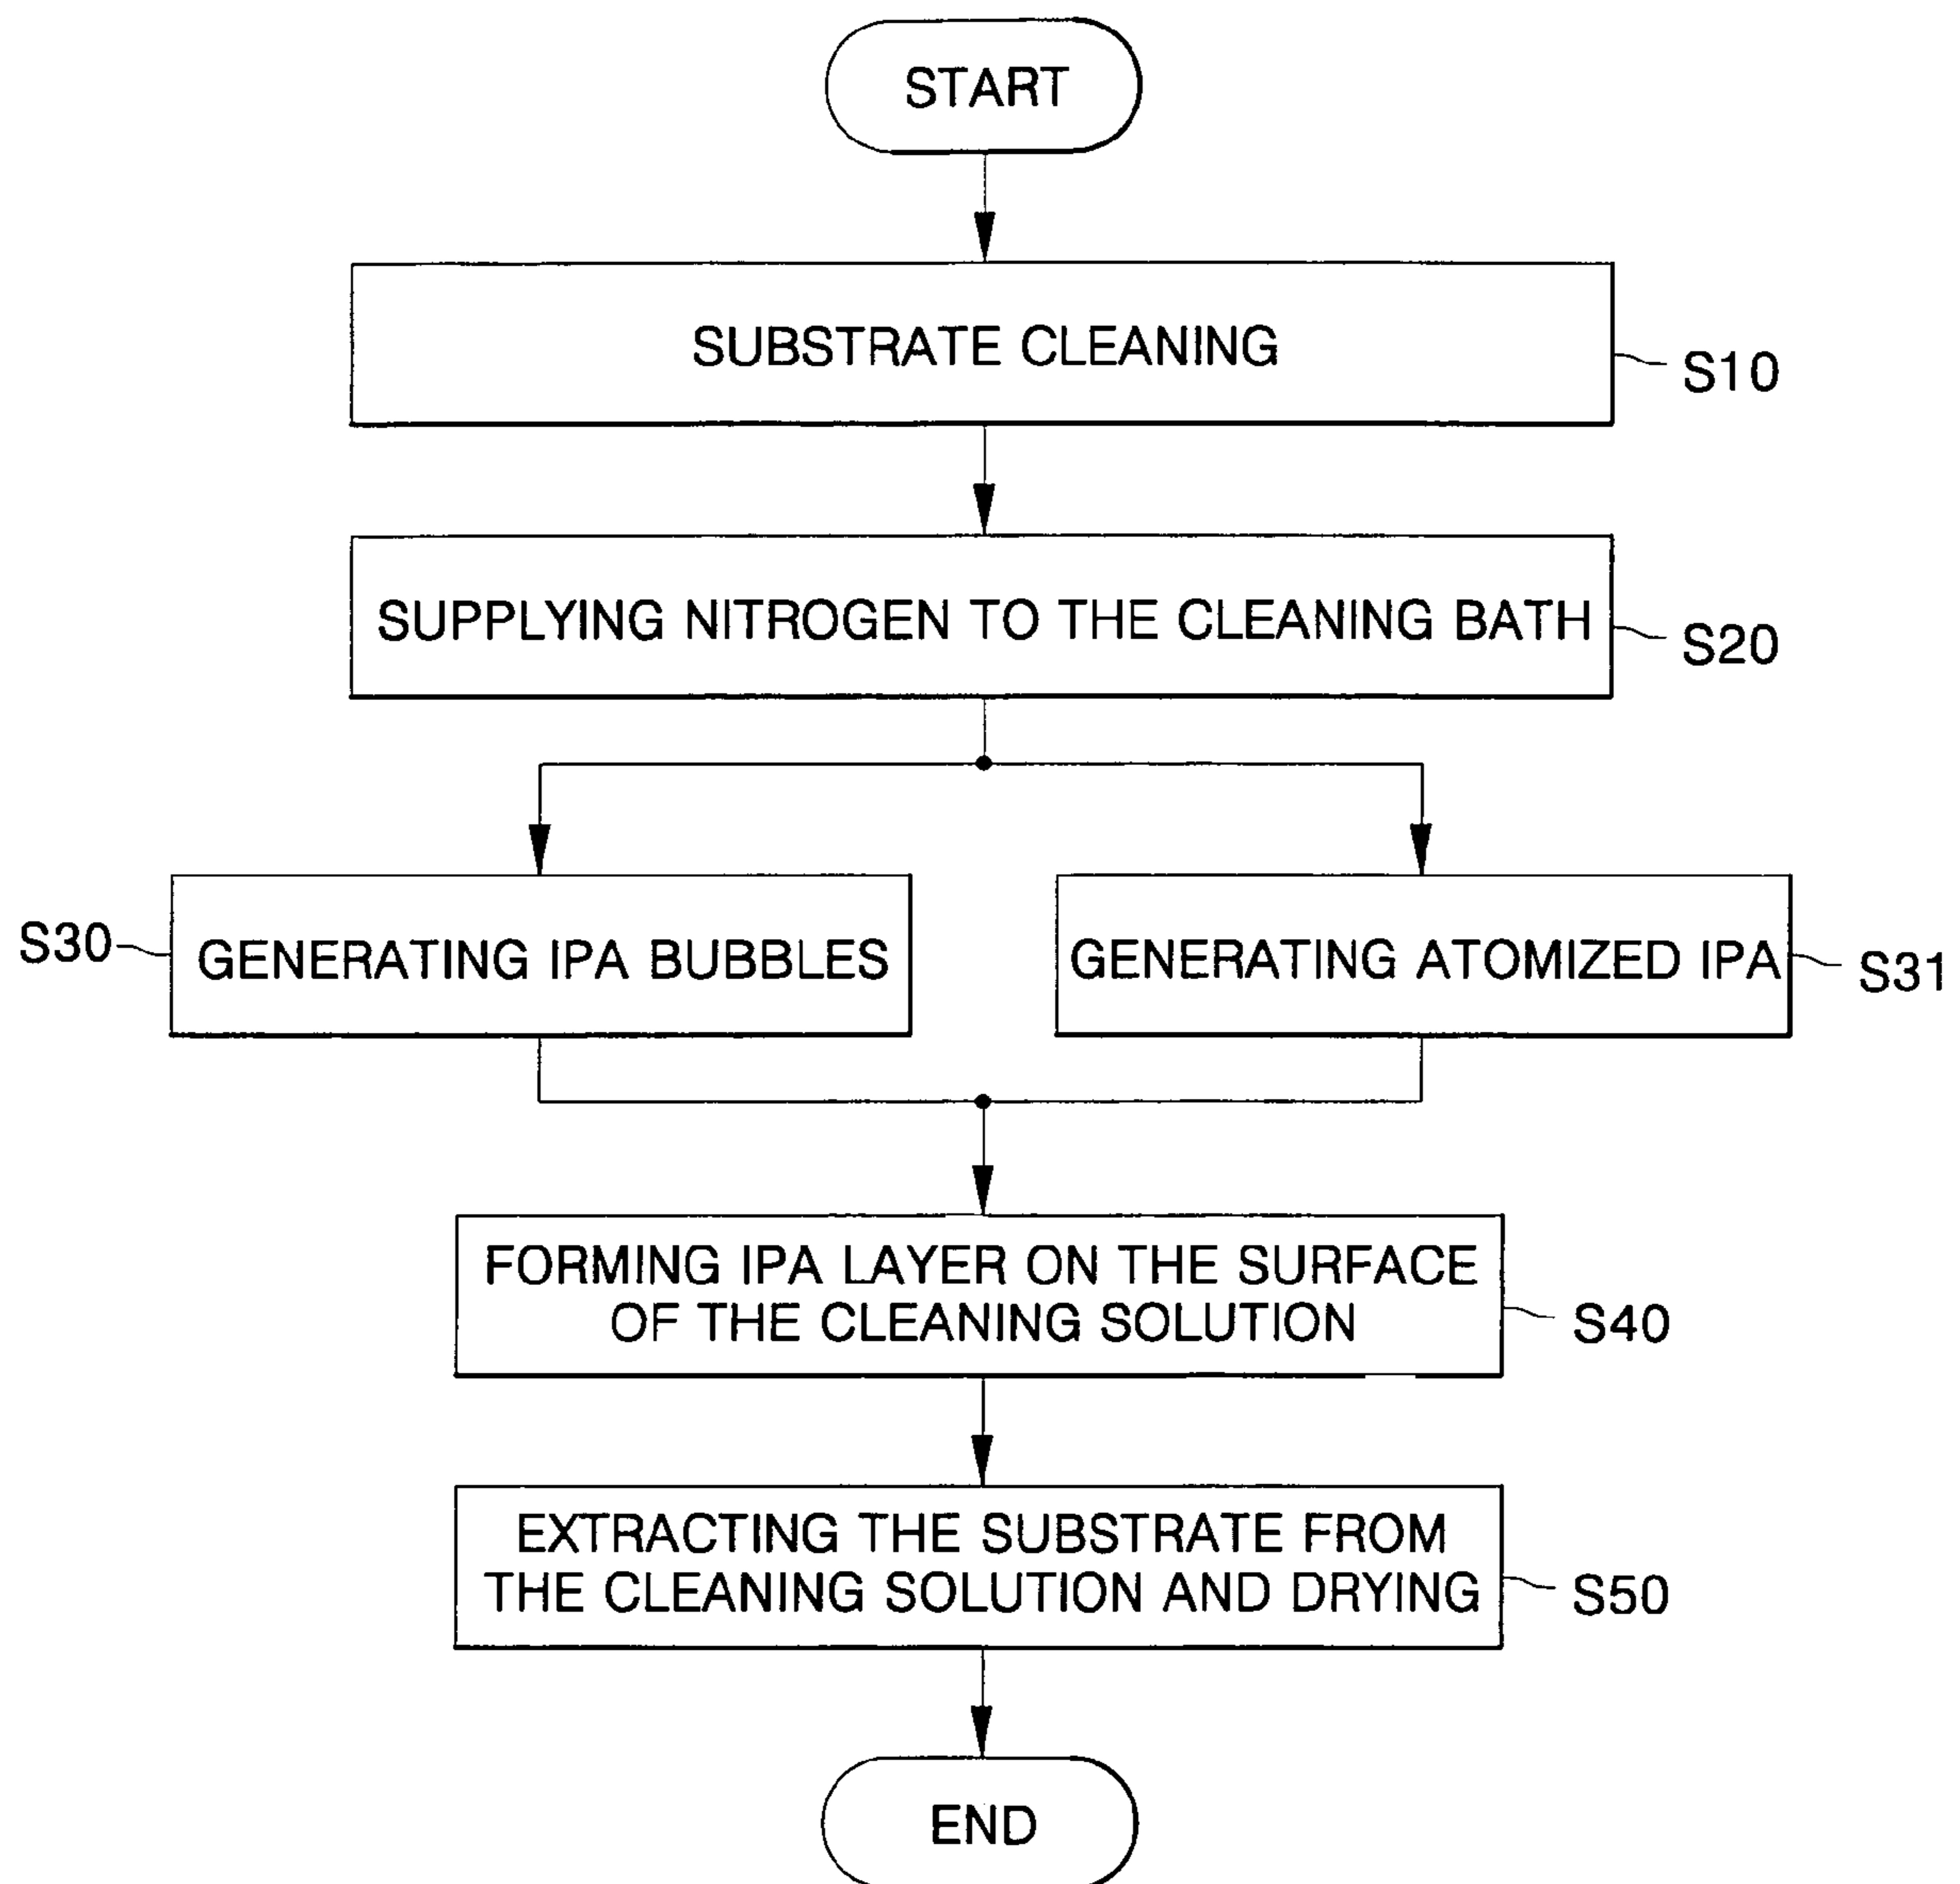 START
SUBSTRATE CLEANING
S10
SUPPLYING NITROGEN TO THE CLEANING BATH
S20
S30
GENERATING IPA BUBBLES
GENERATING ATOMIZED IPA
S31
FORMING IPA LAYER ON THE SURFACE
OF THE CLEANING SOLUTION
S40
EXTRACTING THE SUBSTRATE FROM
THE CLEANING SOLUTION AND DRYING
S50
END